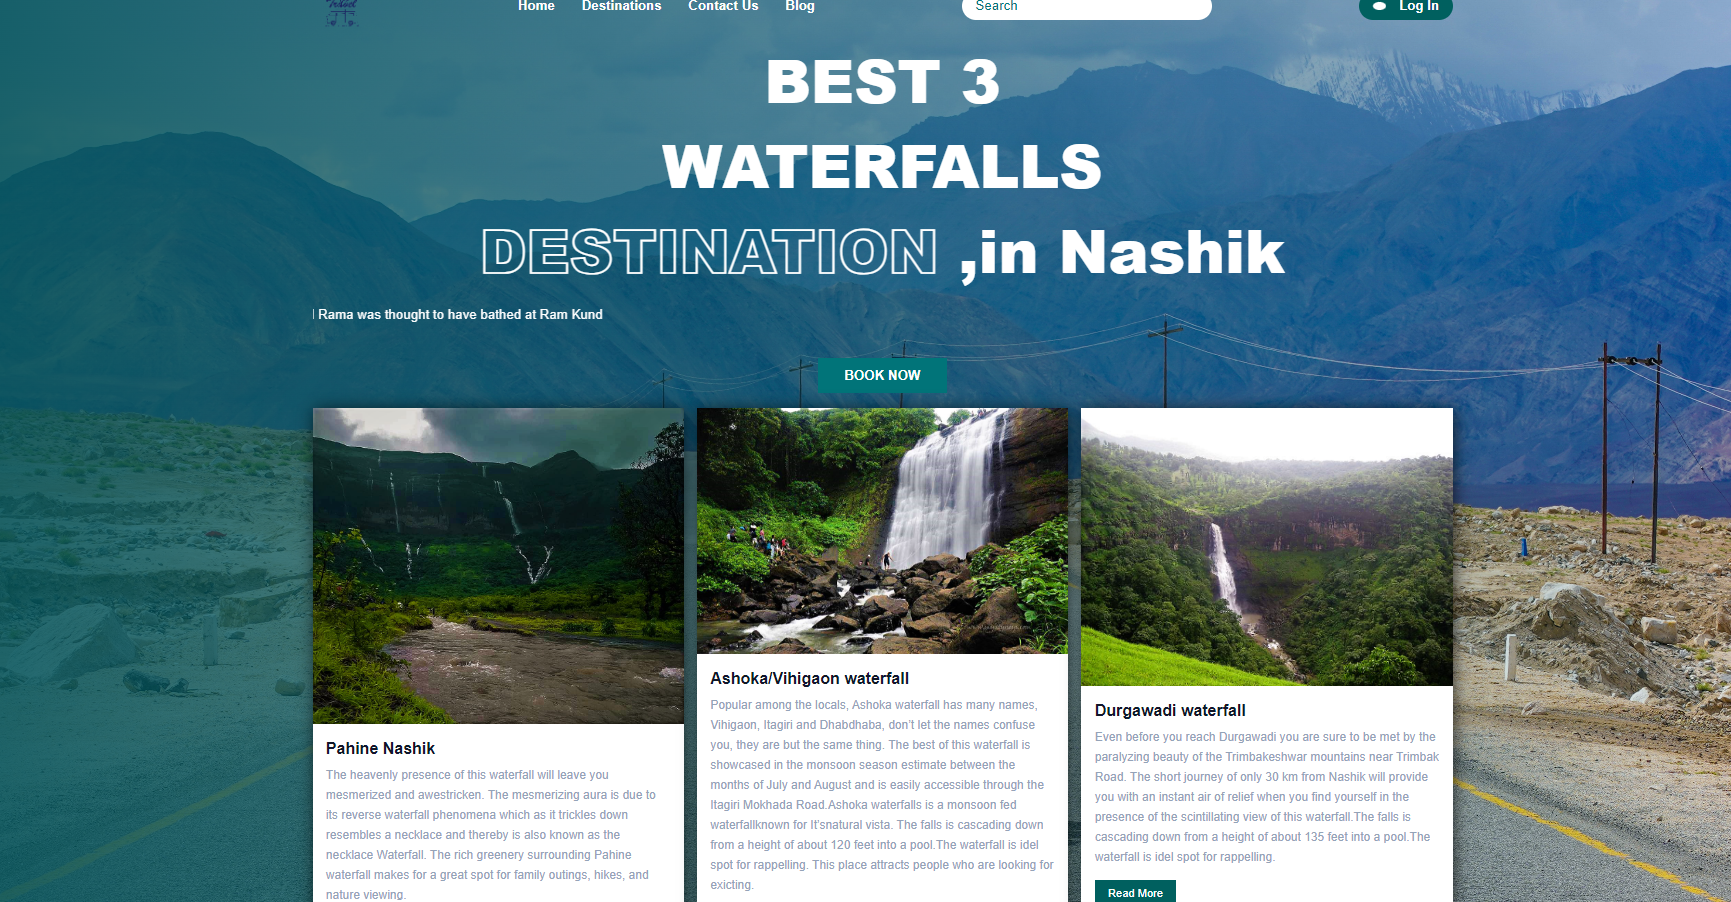 Travel
Home Destinations Contact Us Blog Search Log In
BEST 3
WATERFALLS
DESTINATION ,in Nashik
Rama was thought to have bathed at Ram Kund
BOOK NOW
Pahine Nashik
The heavenly presence of this waterfall will leave you
mesmerized and awestricken. The mesmerizing aura is due to
its reverse waterfall phenomena which as it trickles down
resembles a necklace and thereby is also known as the
necklace Waterfall. The rich greenery surrounding Pahine
waterfall makes for a great spot for family outings, hikes, and
nature viewing.
Ashoka/Vihigaon waterfall
Popular among the locals, Ashoka waterfall has many names,
Vihigaon, Itagiri and Dhabdhaba, don't let the names confuse
you, they are but the same thing. The best of this waterfall is
showcased in the monsoon season estimate between the
months of July and August and is easily accessible through the
Itagiri Mokhada Road.Ashoka waterfalls is a monsoon fed
waterfallknown for It'snatural vista. The falls is cascading down
from a height of about 120 feet into a pool.The waterfall is idel
spot for rappelling. This place attracts people who are looking for
exicting.
Durgawadi waterfall
Even before you reach Durgawadi you are sure to be met by the
paralyzing beauty of the Trimbakeshwar mountains near Trimbak
Road. The short journey of only 30 km from Nashik will provide
you with an instant air of relief when you find yourself in the
presence of the scintillating view of this waterfall.The falls is
cascading down from a height of about 135 feet into a pool.The
waterfall is idel spot for rappelling.
Read More